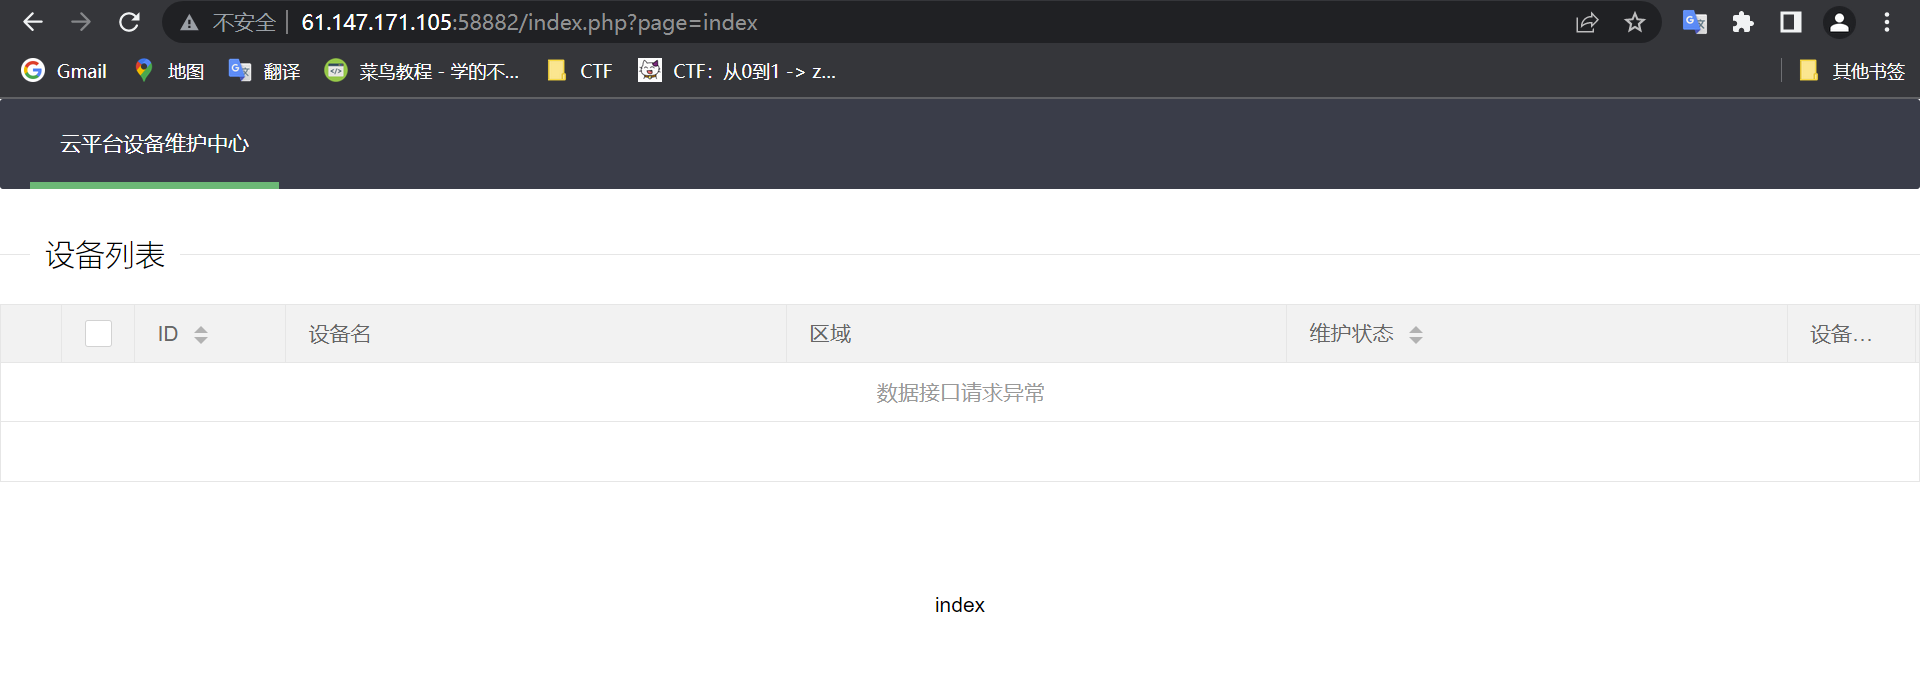 不安全 61.147.171.105:58882/index.php?page=index
Gmail 地图 翻译 菜鸟教程 - 学的不... CTF CTF：从0到1 -> z... 其他书签
云平台设备维护中心
设备列表
ID 设备名 区域 维护状态 设备...
数据接口请求异常
index